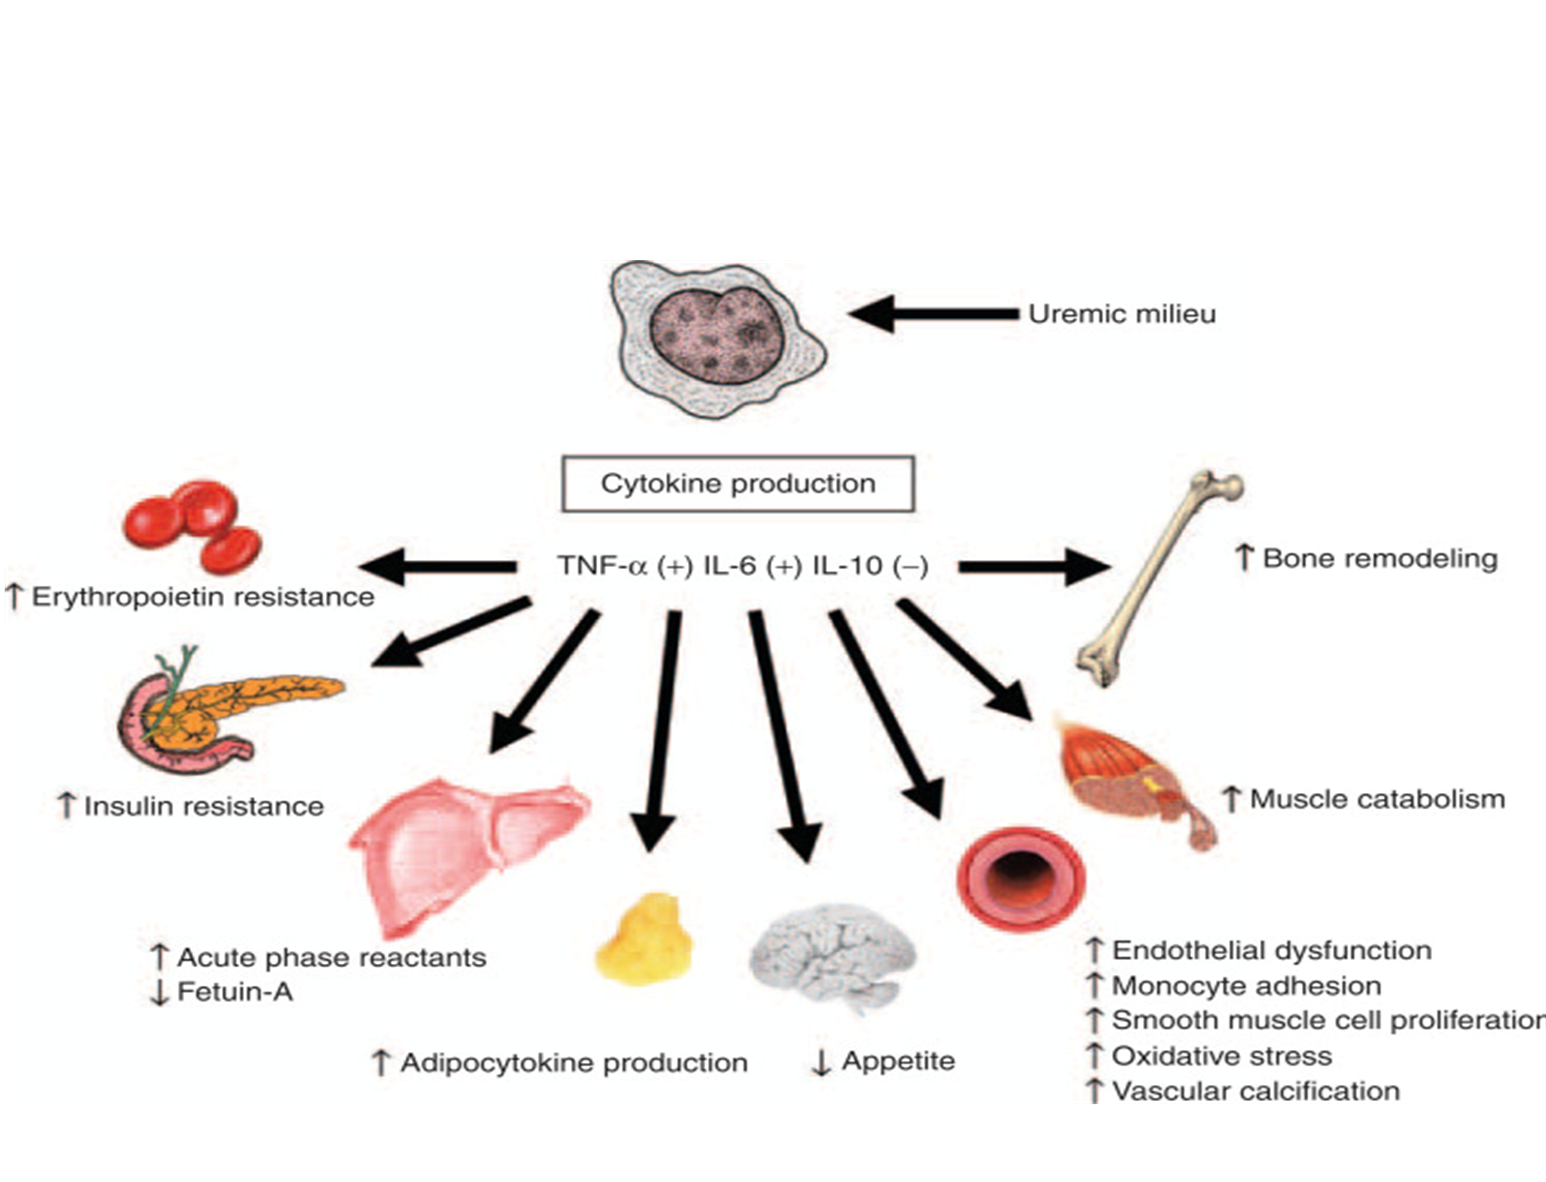 Uremic milieu
Cytokine production
TNF-α (+) IL-6 (+) IL-10 (–)
↑ Bone remodeling
↑ Erythropoietin resistance
↑ Insulin resistance
↑ Muscle catabolism
↑ Acute phase reactants
↓ Fetuin-A
↑ Adipocytokine production
↓ Appetite
↑ Endothelial dysfunction
↑ Monocyte adhesion
↑ Smooth muscle cell proliferation
↑ Oxidative stress
↑ Vascular calcification